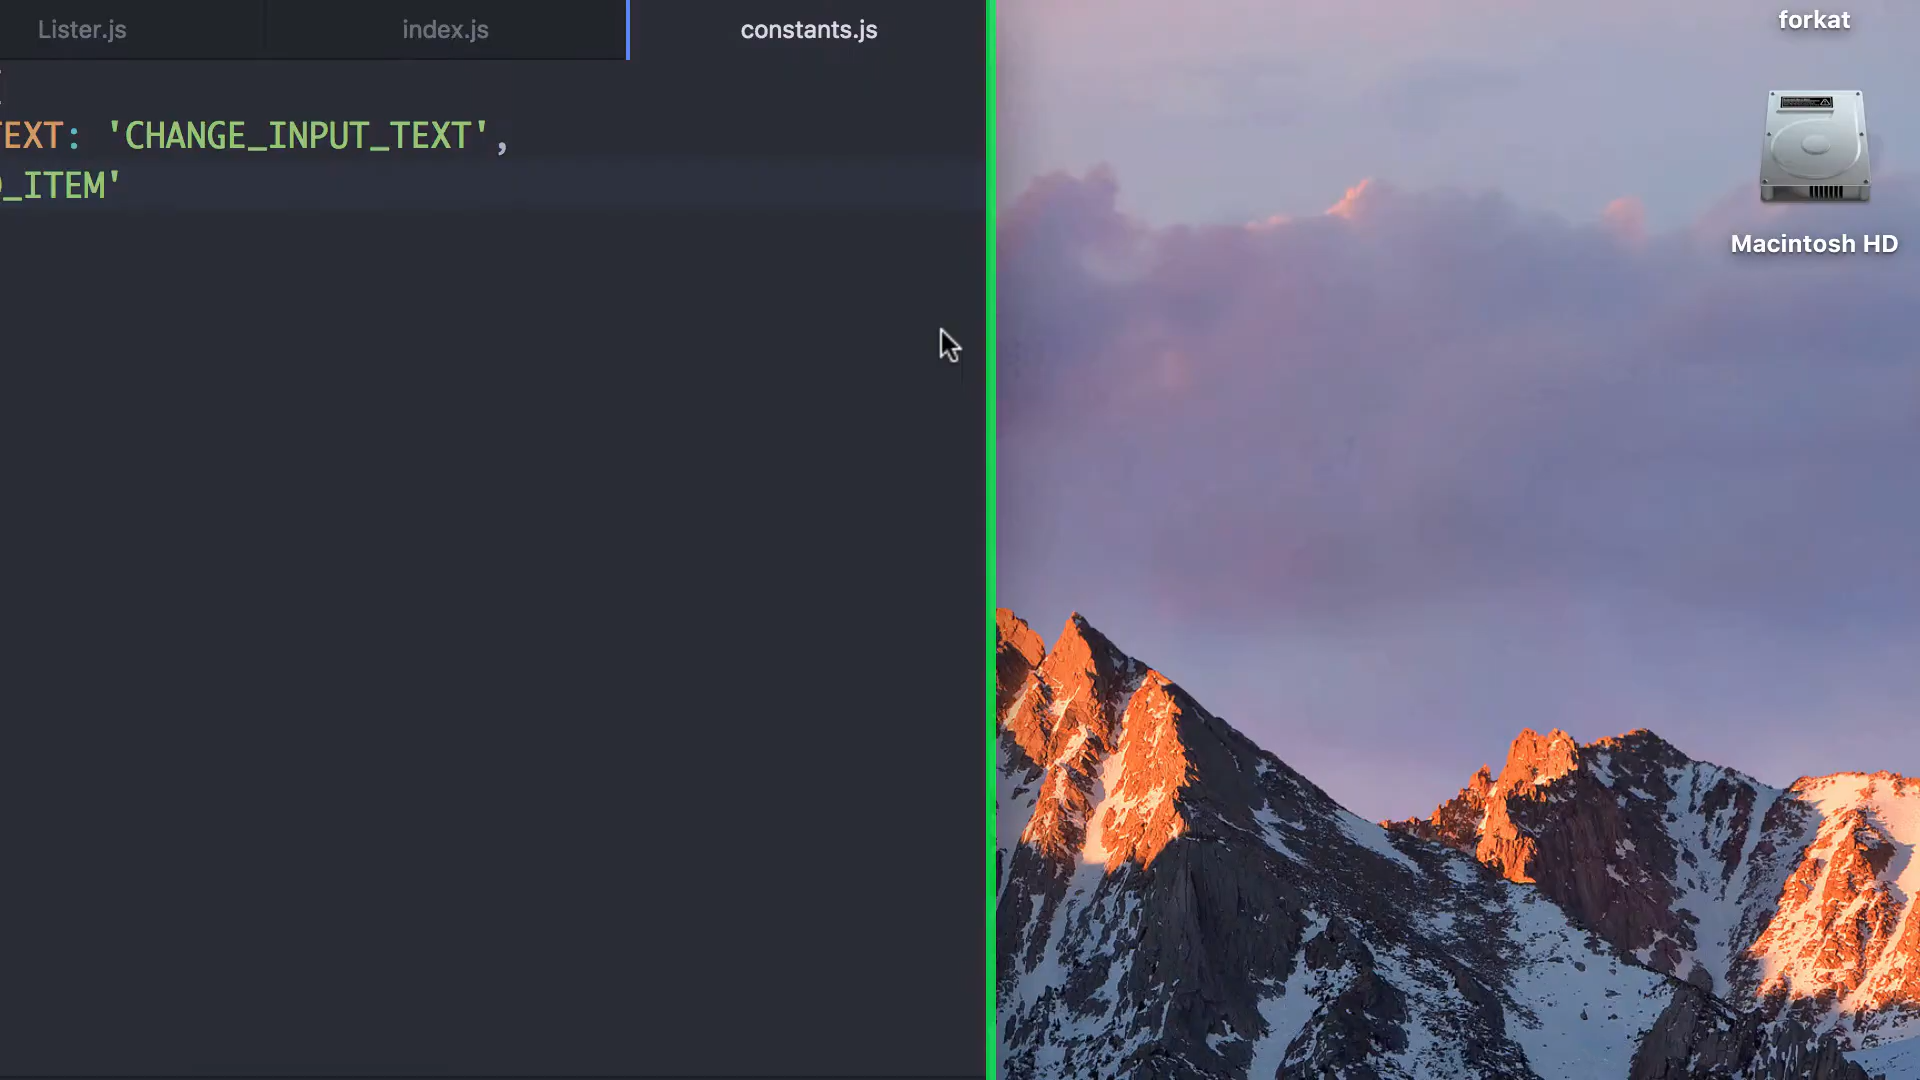 Lister.js
index.js
constants.js
EXT: 'CHANGE_INPUT_TEXT',
_ITEM'
forkat
Macintosh HD